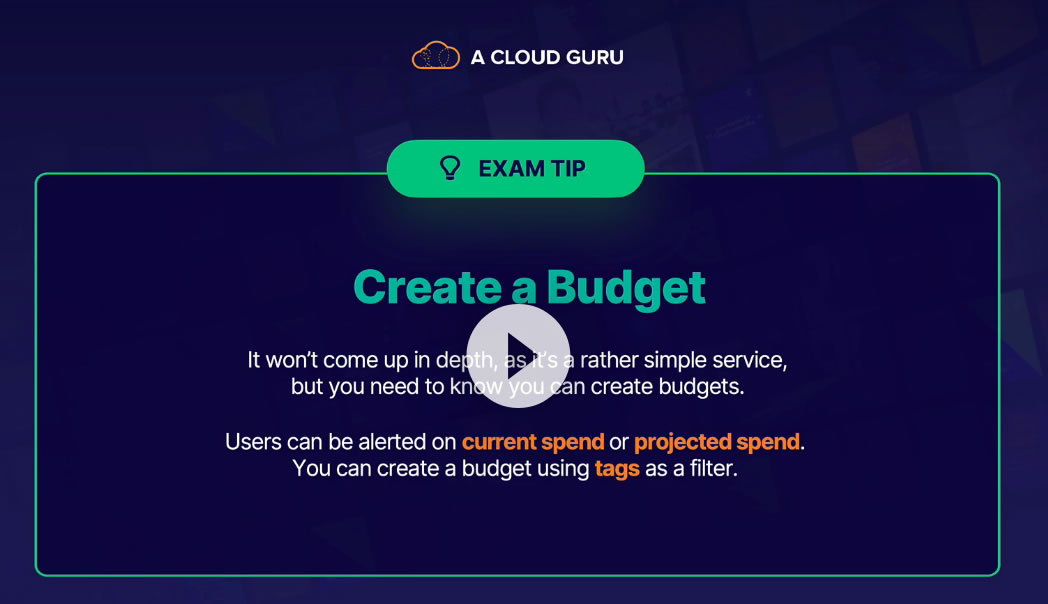 A CLOUD GURU
EXAM TIP
Create a Budget
It won't come up in depth, as it's a rather simple service,
but you need to know you can create budgets.
Users can be alerted on current spend or projected spend.
You can create a budget using tags as a filter.